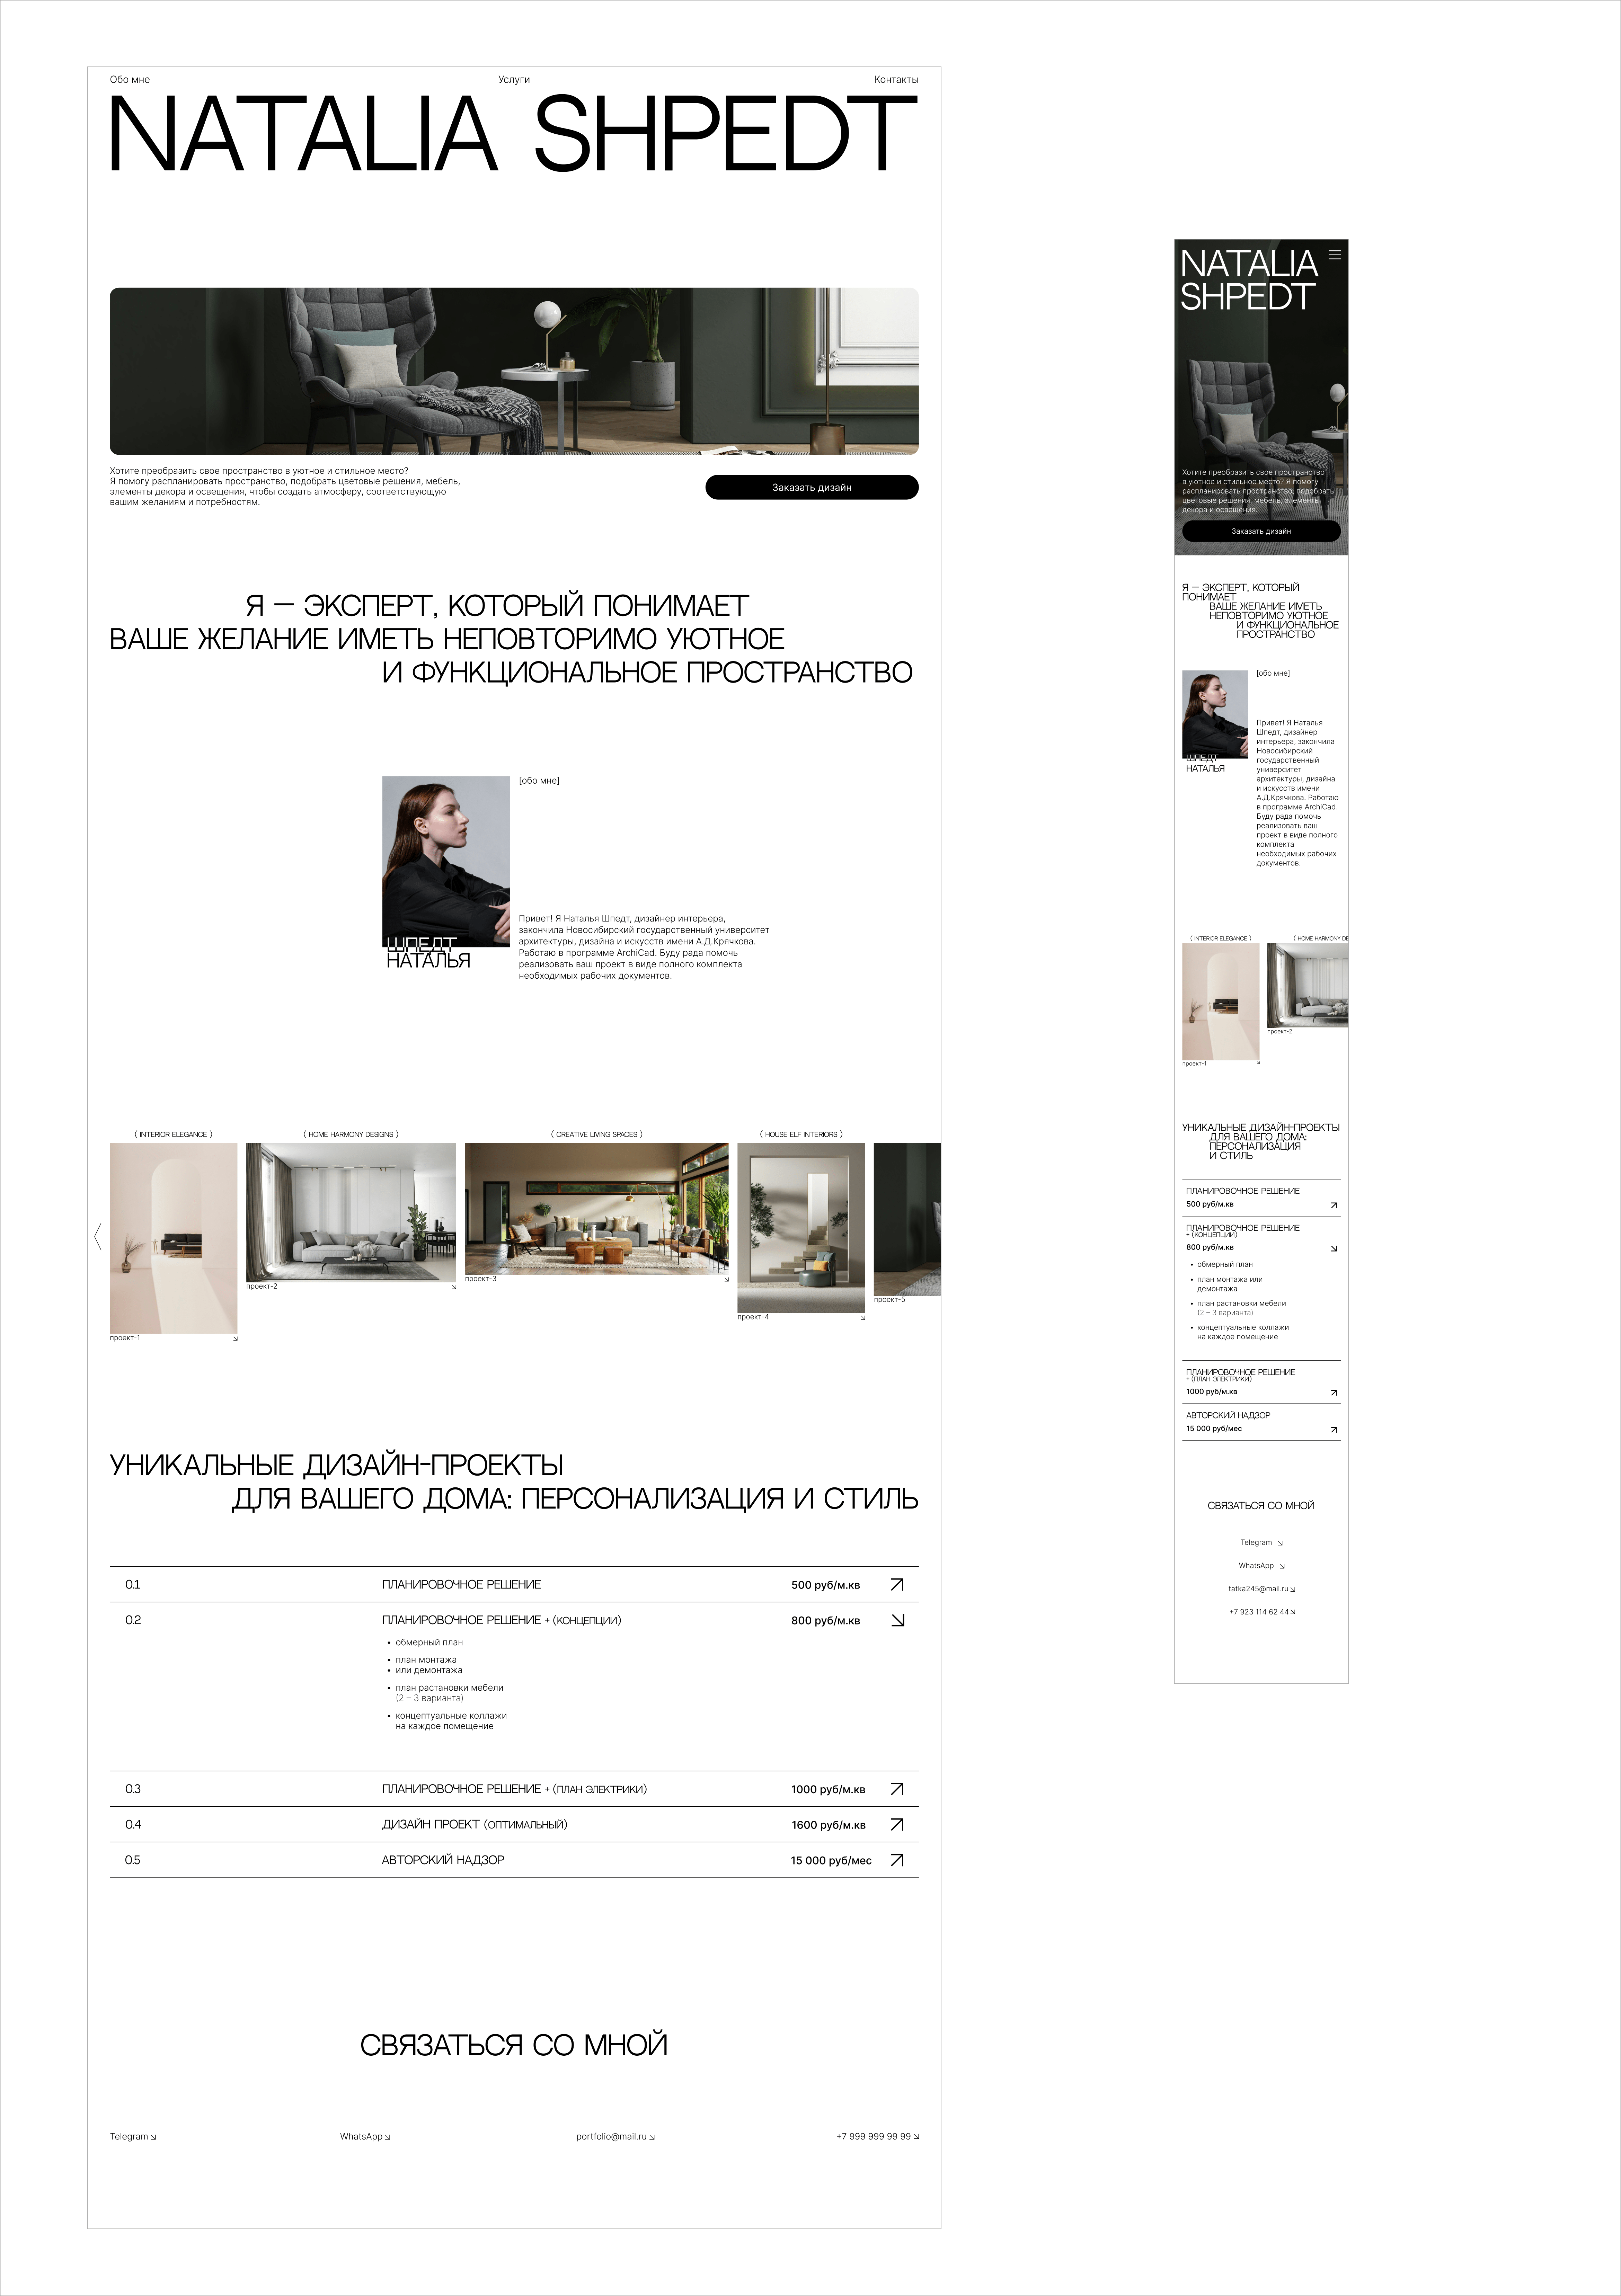 Обо мне
Услуги
Контакты
NATALIA SHPEDT
Хотите преобразить свое пространство в уютное и стильное место?
Я помогу распланировать пространство, подобрать цветовые решения, мебель,
элементы декора и освещения, чтобы создать атмосферу, соответствующую
вашим желаниям и потребностям.
Заказать дизайн
Я — ЭКСПЕРТ, КОТОРЫЙ ПОНИМАЕТ
ВАШЕ ЖЕЛАНИЕ ИМЕТЬ НЕПОВТОРИМО УЮТНОЕ
И ФУНКЦИОНАЛЬНОЕ ПРОСТРАНСТВО
[обо мне]
ШПЕДТ
НАТАЛЬЯ
Привет! Я Наталья Шпедт, дизайнер интерьера,
закончила Новосибирский государственный университет
архитектуры, дизайна и искусств имени А.Д.Крячкова.
Работаю в программе ArchiCad. Буду рада помочь
реализовать ваш проект в виде полного комплекта
необходимых рабочих документов.
( INTERIOR ELEGANCE )
( HOME HARMONY DESIGNS )
( CREATIVE LIVING SPACES )
( HOUSE ELF INTERIORS )
проект-1
проект-2
проект-3
проект-4
проект-5
УНИКАЛЬНЫЕ ДИЗАЙН-ПРОЕКТЫ
ДЛЯ ВАШЕГО ДОМА: ПЕРСОНАЛИЗАЦИЯ И СТИЛЬ
0.1 ПЛАНИРОВОЧНОЕ РЕШЕНИЕ 500 руб/м.кв
0.2 ПЛАНИРОВОЧНОЕ РЕШЕНИЕ + (КОНЦЕПЦИИ) 800 руб/м.кв
• обмерный план
• план монтажа
• или демонтажа
• план растановки мебели
(2 – 3 варианта)
• концептуальные коллажи
на каждое помещение
0.3 ПЛАНИРОВОЧНОЕ РЕШЕНИЕ + (ПЛАН ЭЛЕКТРИКИ) 1000 руб/м.кв
0.4 ДИЗАЙН ПРОЕКТ (ОПТИМАЛЬНЫЙ) 1600 руб/м.кв
0.5 АВТОРСКИЙ НАДЗОР 15 000 руб/мес
СВЯЗАТЬСЯ СО МНОЙ
Telegram
WhatsApp
portfolio@mail.ru
+7 999 999 99 99
NATALIA
SHPEDT
Хотите преобразить свое пространство
в уютное и стильное место? Я помогу
распланировать пространство, подобрать
цветовые решения, мебель, элементы
декора и освещения.
Заказать дизайн
Я — ЭКСПЕРТ, КОТОРЫЙ
ПОНИМАЕТ
ВАШЕ ЖЕЛАНИЕ ИМЕТЬ
НЕПОВТОРИМО УЮТНОЕ
И ФУНКЦИОНАЛЬНОЕ
ПРОСТРАНСТВО
[обо мне]
ШПЕДТ
НАТАЛЬЯ
Привет! Я Наталья
Шпедт, дизайнер
интерьера, закончила
Новосибирский
государственный
университет
архитектуры, дизайна
и искусств имени
А.Д.Крячкова. Работаю
в программе ArchiCad.
Буду рада помочь
реализовать ваш
проект в виде полного
комплекта
необходимых рабочих
документов.
( INTERIOR ELEGANCE )
( HOME HARMONY DE
проект-1
проект-2
УНИКАЛЬНЫЕ ДИЗАЙН-ПРОЕКТЫ
ДЛЯ ВАШЕГО ДОМА:
ПЕРСОНАЛИЗАЦИЯ
И СТИЛЬ
ПЛАНИРОВОЧНОЕ РЕШЕНИЕ
500 руб/м.кв
ПЛАНИРОВОЧНОЕ РЕШЕНИЕ
+ (КОНЦЕПЦИИ)
800 руб/м.кв
• обмерный план
• план монтажа или
демонтажа
• план растановки мебели
(2 – 3 варианта)
• концептуальные коллажи
на каждое помещение
ПЛАНИРОВОЧНОЕ РЕШЕНИЕ
+ (ПЛАН ЭЛЕКТРИКИ)
1000 руб/м.кв
АВТОРСКИЙ НАДЗОР
15 000 руб/мес
СВЯЗАТЬСЯ СО МНОЙ
Telegram
WhatsApp
tatka245@mail.ru
+7 923 114 62 44